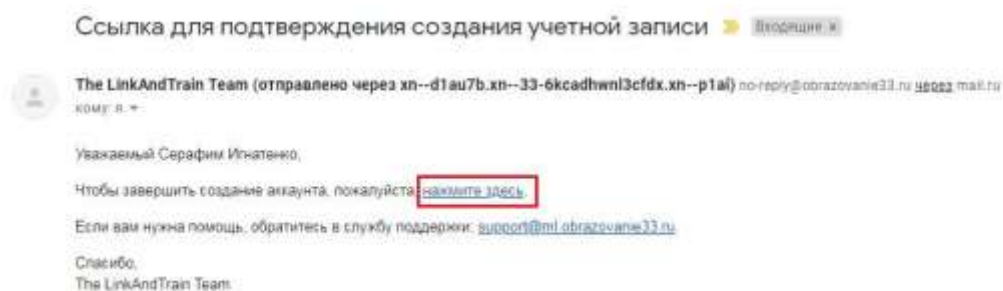 Ссылка для подтверждения создания учетной записи Входящие x
The LinkAndTrain Team (отправлено через xn--d1au7b.xn--33-6kcadhwnl3cfdx.xn--p1ai) no-reply@obrazovanie33.ru через mail.ru
кому: я
Уважаемый Серафим Игнатенко,
Чтобы завершить создание аккаунта, пожалуйста, нажмите здесь.
Если вам нужна помощь, обратитесь в службу поддержки: support@ml.obrazovanie33.ru
Спасибо,
The LinkAndTrain Team